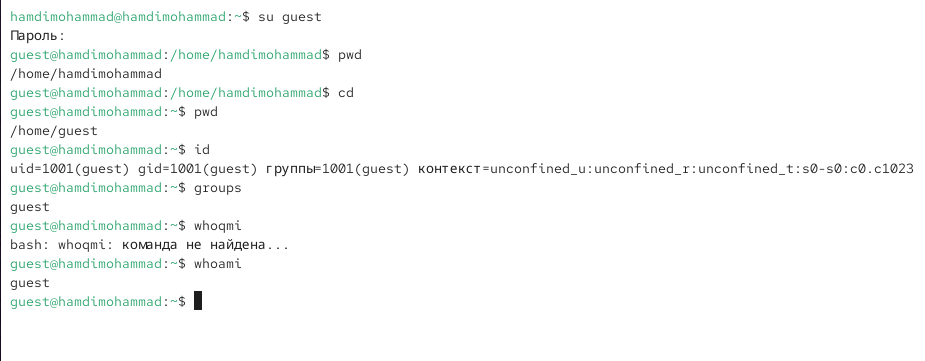 hamdimohammad@hamdimohammad:~$ su guest
Пароль:
guest@hamdimohammad:/home/hamdimohammad$ pwd
/home/hamdimohammad
guest@hamdimohammad:/home/hamdimohammad$ cd
guest@hamdimohammad:~$ pwd
/home/guest
guest@hamdimohammad:~$ id
uid=1001(guest) gid=1001(guest) группы=1001(guest) контекст=unconfined_u:unconfined_r:unconfined_t:s0-s0:c0.c1023
guest@hamdimohammad:~$ groups
guest
guest@hamdimohammad:~$ whoqmi
bash: whoqmi: команда не найдена...
guest@hamdimohammad:~$ whoami
guest
guest@hamdimohammad:~$